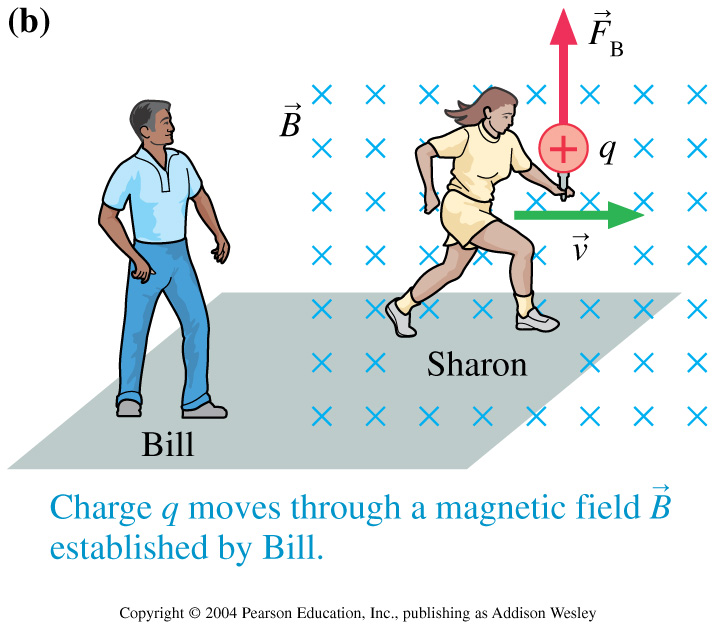 (b)
F⃗B
B⃗
q
v⃗
Sharon
Bill
Charge q moves through a magnetic field B⃗
established by Bill.
Copyright © 2004 Pearson Education, Inc., publishing as Addison Wesley